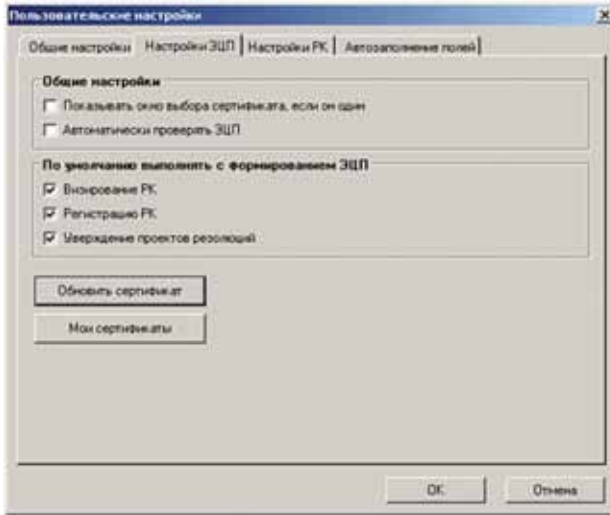 Пользовательские настройки
Общие настройки Настройки ЭЦП Настройки РК Автозаполнение полей
Общие настройки
Показывать окно выбора сертификата, если он один
Автоматически проверять ЭЦП
По умолчанию выполнять с формированием ЭЦП
Визирование РК
Регистрацию РК
Уверждение проектов резолюций
Обновить сертификат
Мои сертификаты
OK Отмена